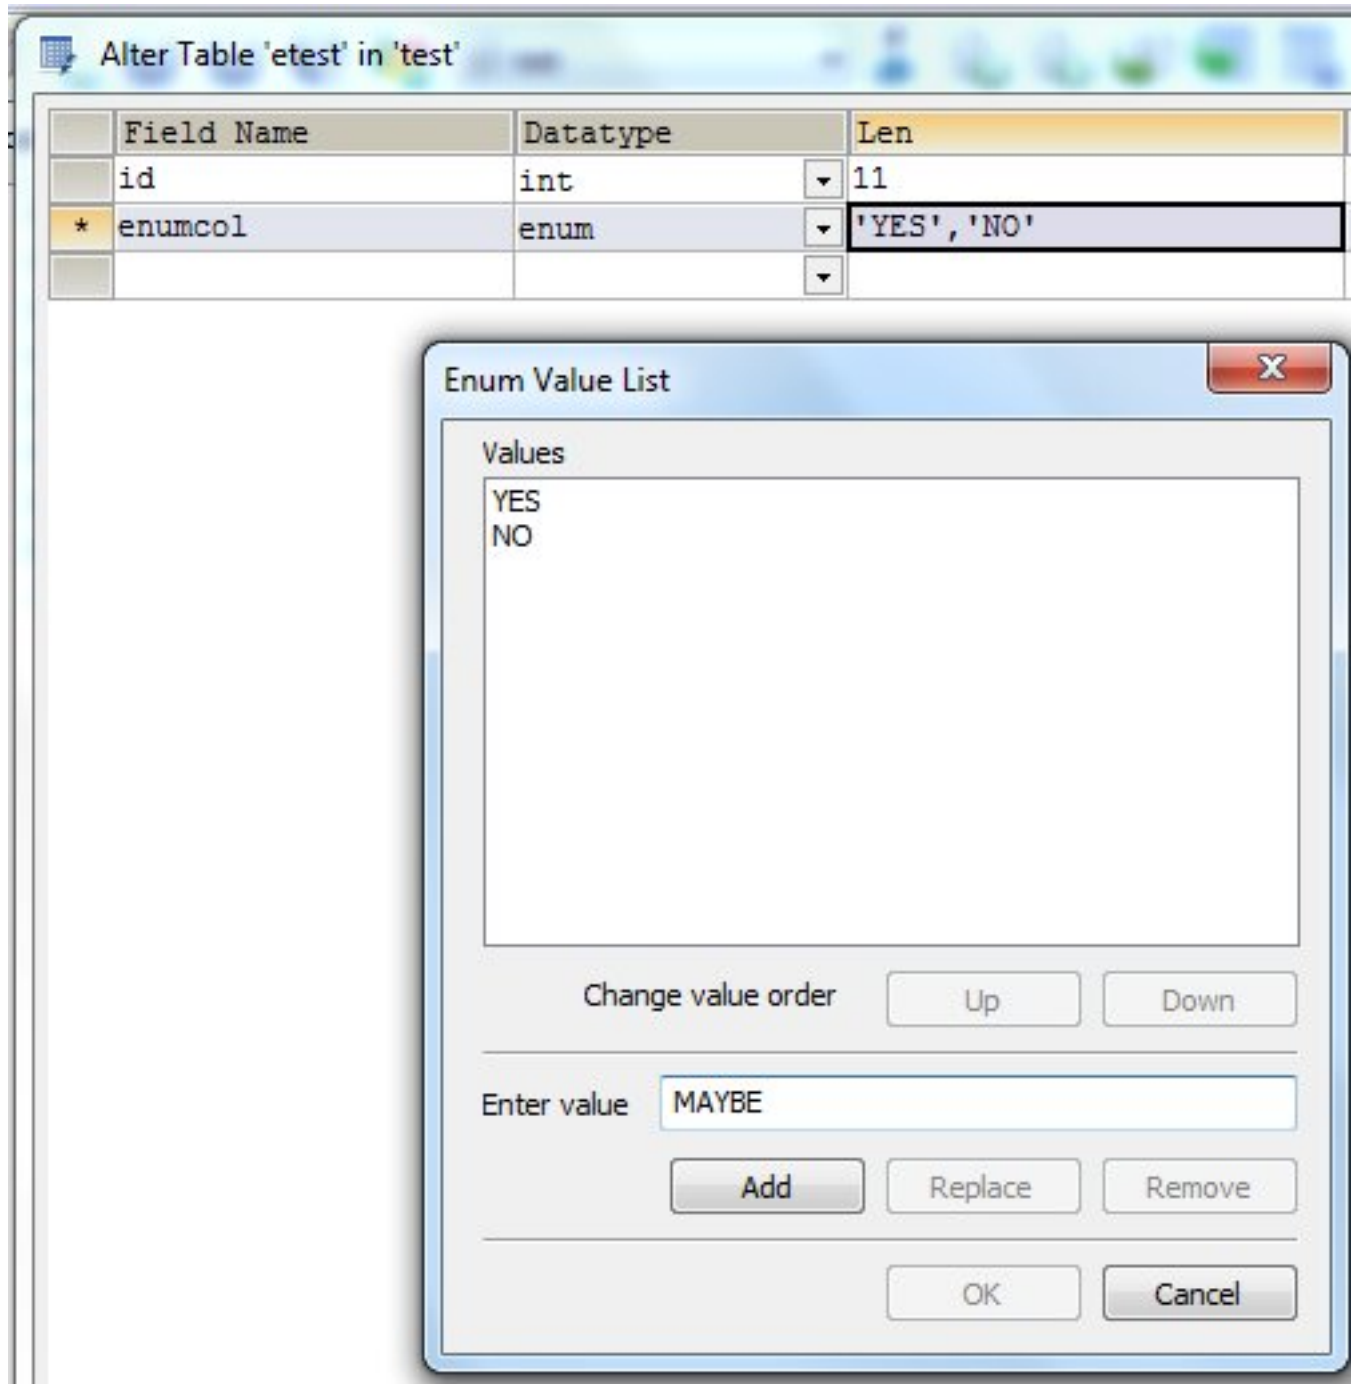 Alter Table 'etest' in 'test'
Field Name Datatype Len
id int 11
* enumcol enum 'YES','NO'
Enum Value List
Values
YES
NO
Change value order Up Down
Enter value MAYBE
Add Replace Remove
OK Cancel